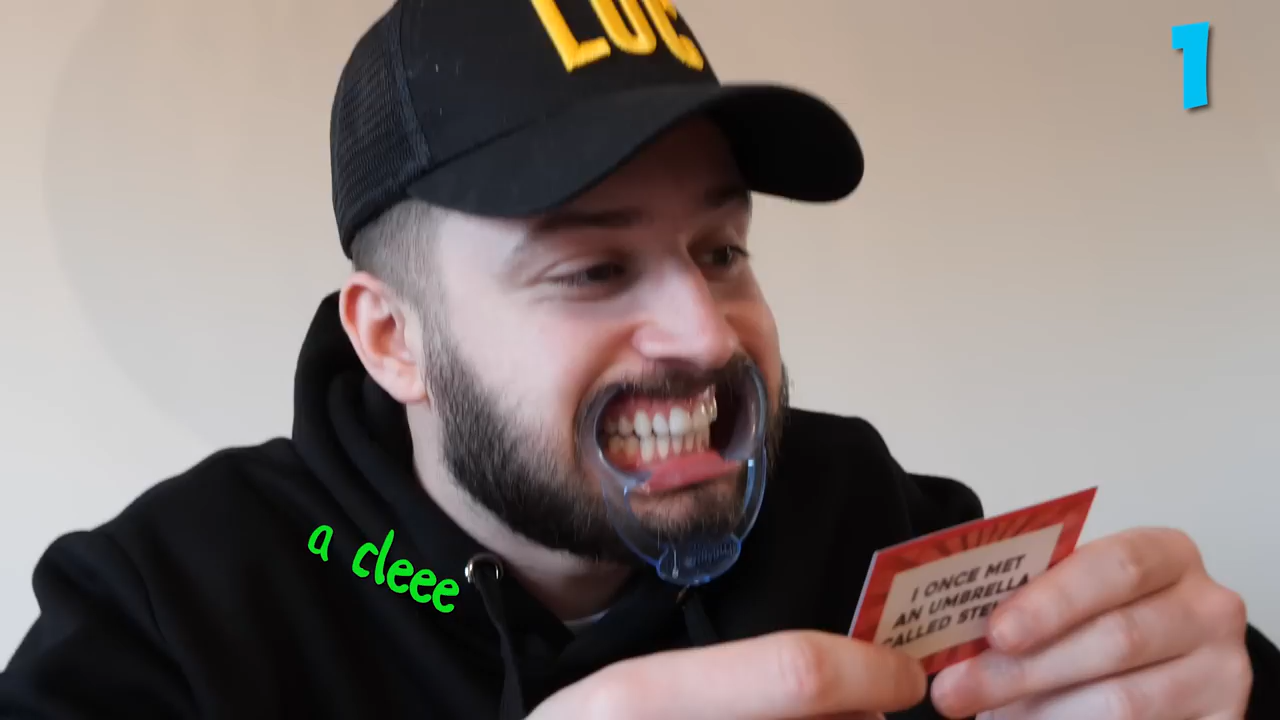 LUC
1
a cleee
I ONCE MET
AN UMBRELLA
CALLED